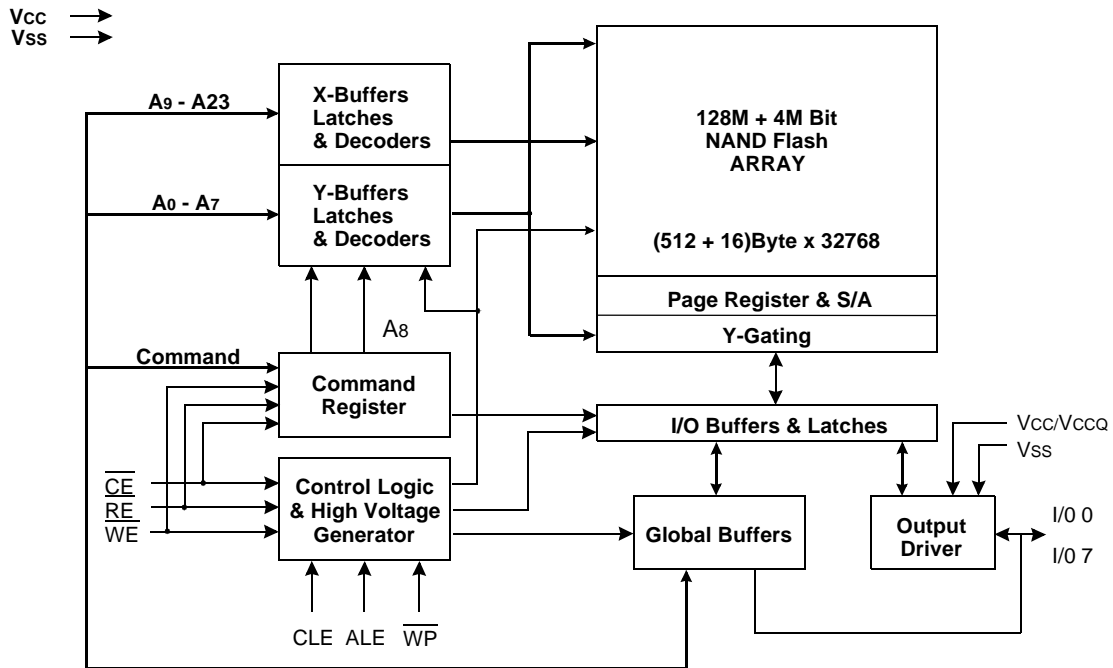 VCC
VSS
A9 - A23
X-Buffers
Latches
& Decoders
128M + 4M Bit
NAND Flash
ARRAY
A0 - A7
Y-Buffers
Latches
& Decoders
(512 + 16)Byte x 32768
Page Register & S/A
Y-Gating
A8
Command
Command
Register
I/O Buffers & Latches
VCC/VCCQ
VSS
CE
RE
WE
Control Logic
& High Voltage
Generator
Global Buffers
Output
Driver
I/0 0
I/0 7
CLE
ALE
WP